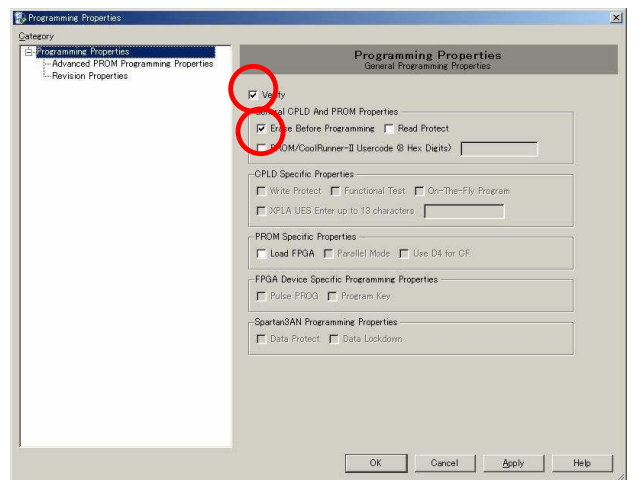 Programming Properties
Category
Programming Properties
Advanced PROM Programming Properties
Revision Properties
Programming Properties
General Programming Properties
Verify
General CPLD And PROM Properties
Erase Before Programming Read Protect
PROM/CoolRunner-II Usercode (8 Hex Digits)
CPLD Specific Properties
Write Protect Functional Test On-The-Fly Program
XPLA UES Enter up to 13 characters
PROM Specific Properties
Load FPGA Parallel Mode Use D4 for CF
FPGA Device Specific Programming Properties
Pulse PROG Program Key
Spartan3AN Programming Properties
Data Protect Data Lockdown
OK Cancel Apply Help